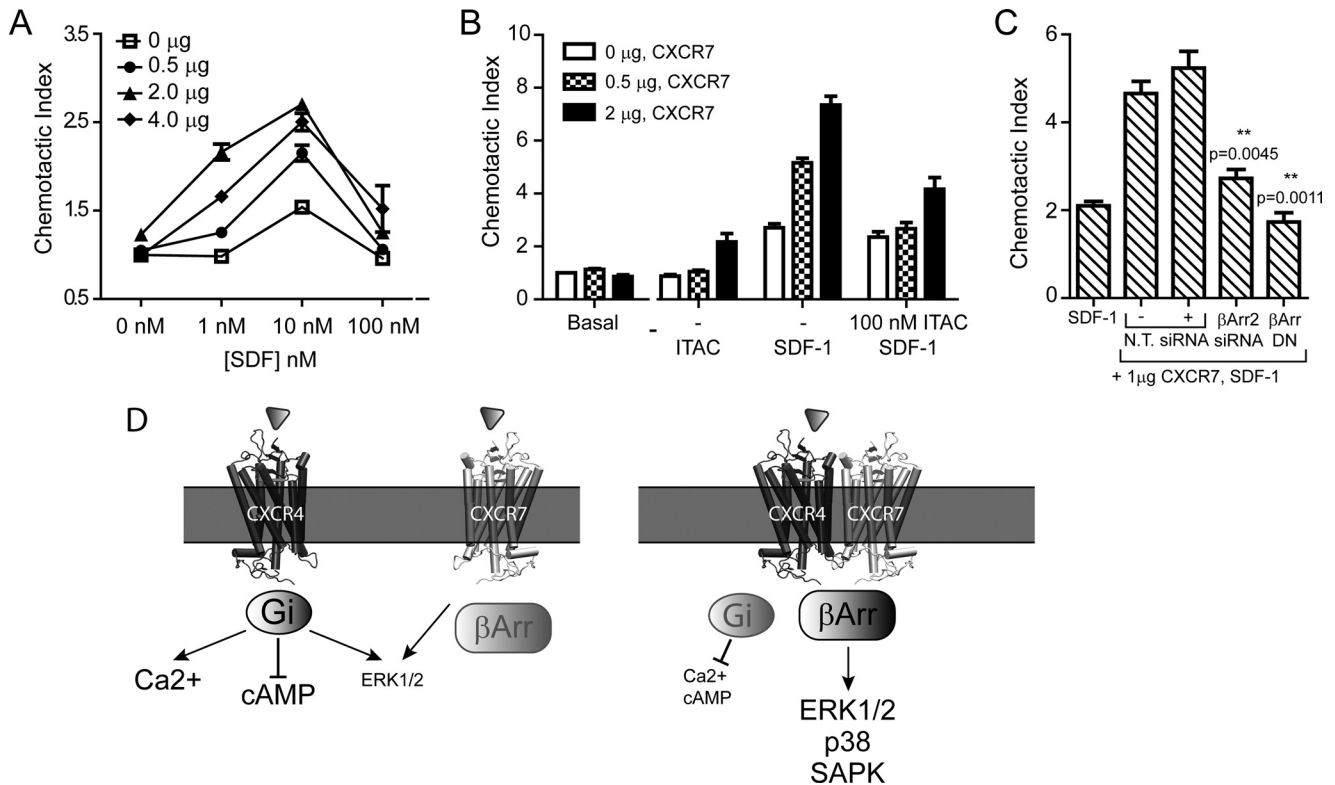 A
Chemotactic Index
3.5
2.5
1.5
0.5
0 µg
0.5 µg
2.0 µg
4.0 µg
0 nM 1 nM 10 nM 100 nM
[SDF] nM
B
Chemotactic Index
10
8
6
4
2
0
0 µg, CXCR7
0.5 µg, CXCR7
2 µg, CXCR7
Basal - - 100 nM ITAC
- ITAC SDF-1 SDF-1
C
Chemotactic Index
6
4
2
0
**
p=0.0045
**
p=0.0011
SDF-1 - + βArr2 βArr
N.T. siRNA siRNA DN
+ 1µg CXCR7, SDF-1
D
CXCR4
CXCR7
Gi
βArr
Ca2+
cAMP
ERK1/2
CXCR4 CXCR7
Gi
βArr
Ca2+
cAMP
ERK1/2
p38
SAPK